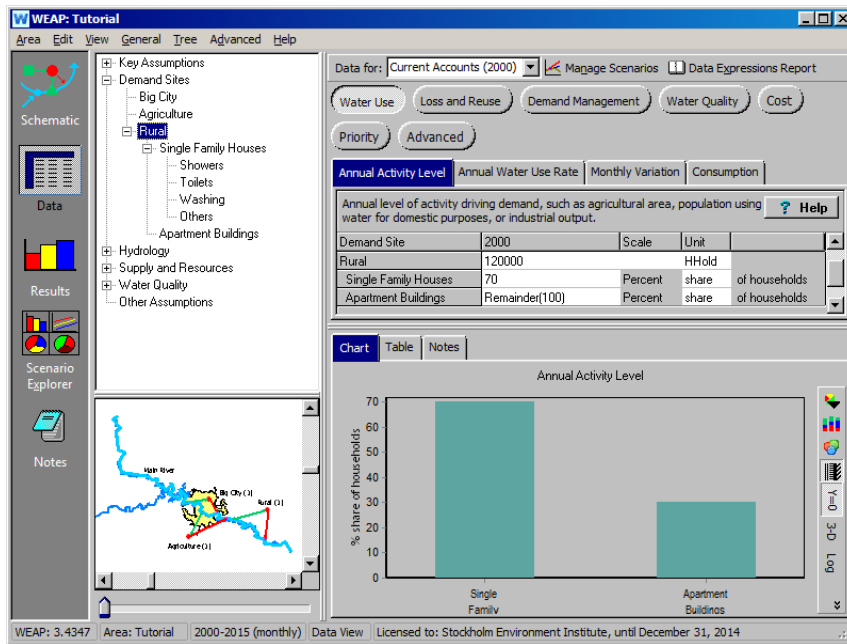 WEAP: Tutorial
Area Edit View General Tree Advanced Help
Schematic
Data
Results
Scenario
Explorer
Notes
Key Assumptions
Demand Sites
Big City
Agriculture
Rural
Single Family Houses
Showers
Toilets
Washing
Others
Apartment Buildings
Hydrology
Supply and Resources
Water Quality
Other Assumptions
Main River
Big City (1)
Rural (3)
Agriculture (1)
Data for: Current Accounts (2000) Manage Scenarios Data Expressions Report
Water Use Loss and Reuse Demand Management Water Quality Cost
Priority Advanced
Annual Activity Level Annual Water Use Rate Monthly Variation Consumption
Annual level of activity driving demand, such as agricultural area, population using
water for domestic purposes, or industrial output.
? Help
Demand Site 2000 Scale Unit
Rural 120000 HHold
Single Family Houses 70 Percent share of households
Apartment Buildings Remainder(100) Percent share of households
Chart Table Notes
Annual Activity Level
% share of households
70
60
50
40
30
20
10
0
Single
Family
Apartment
Buildings
Y=0
3-D
Log
WEAP: 3.4347 Area: Tutorial 2000-2015 (monthly) Data View Licensed to: Stockholm Environment Institute, until December 31, 2014